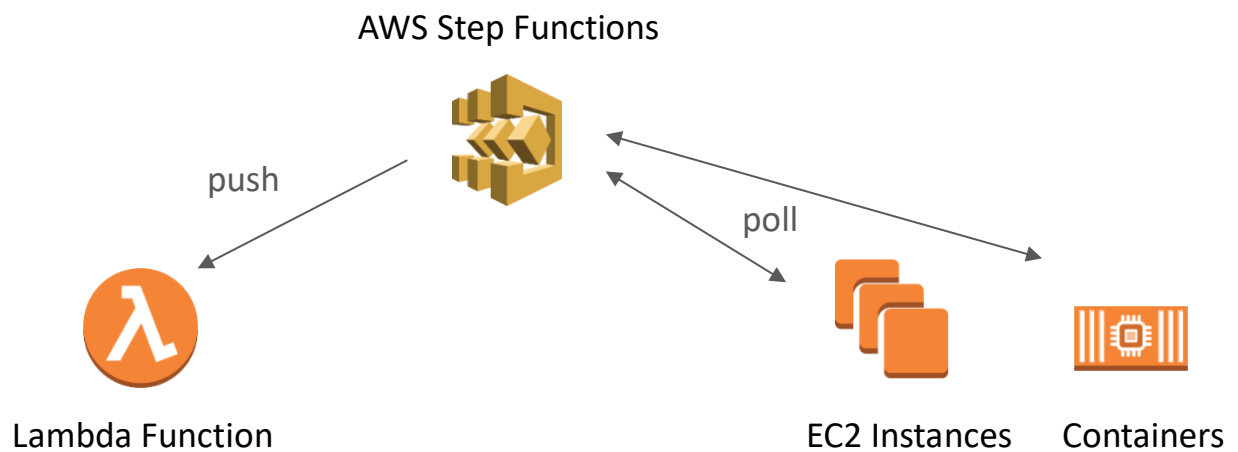 AWS Step Functions
push
poll
Lambda Function
EC2 Instances
Containers